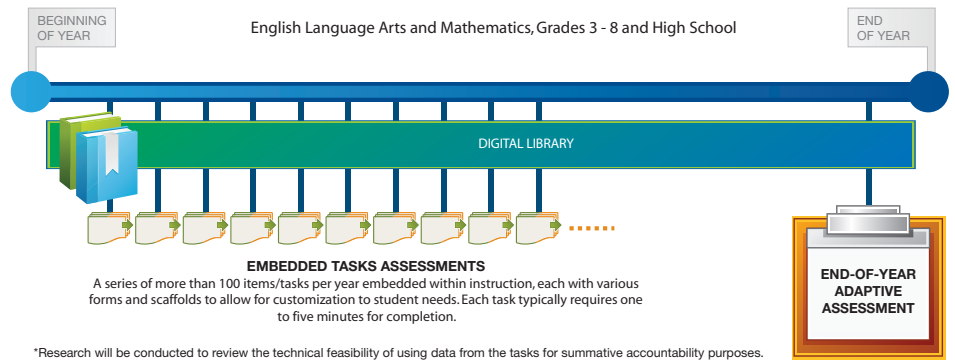 BEGINNING
OF YEAR
English Language Arts and Mathematics, Grades 3 - 8 and High School
END
OF YEAR
DIGITAL LIBRARY
EMBEDDED TASKS ASSESSMENTS
A series of more than 100 items/tasks per year embedded within instruction, each with various
forms and scaffolds to allow for customization to student needs. Each task typically requires one
to five minutes for completion.
END-OF-YEAR
ADAPTIVE
ASSESSMENT
*Research will be conducted to review the technical feasibility of using data from the tasks for summative accountability purposes.